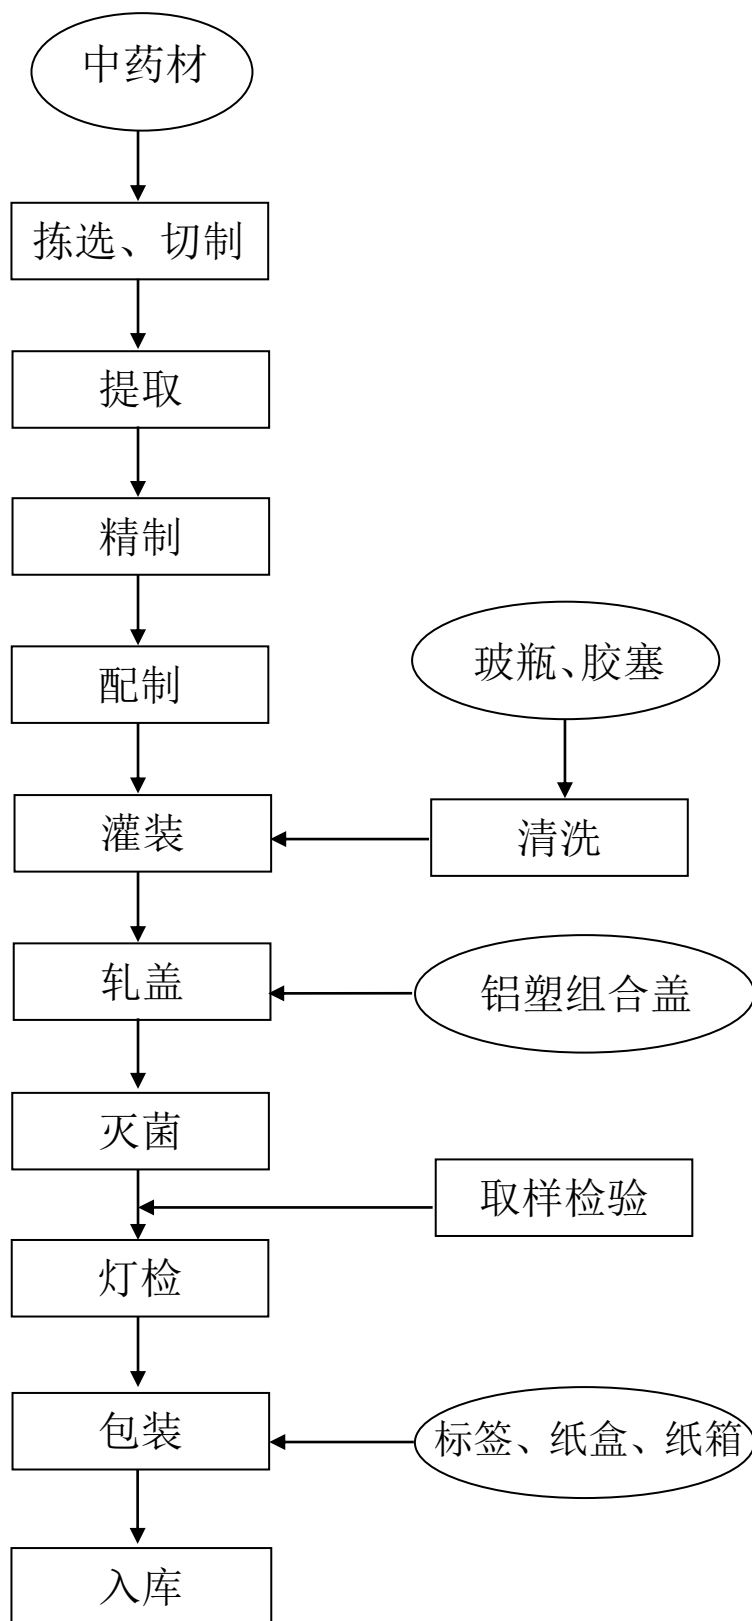 中药材
拣选、切制
提取
精制
配制
玻瓶、胶塞
灌装
清洗
轧盖
铝塑组合盖
灭菌
取样检验
灯检
包装
标签、纸盒、纸箱
入库